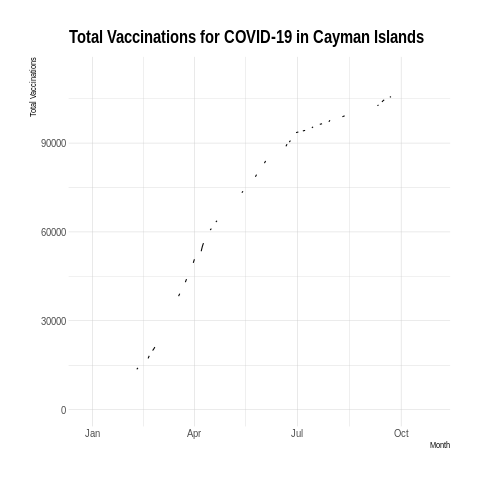 Total Vaccinations for COVID-19 in Cayman Islands
Total Vaccinations
90000
60000
30000
0
Jan Apr Jul Oct
Month